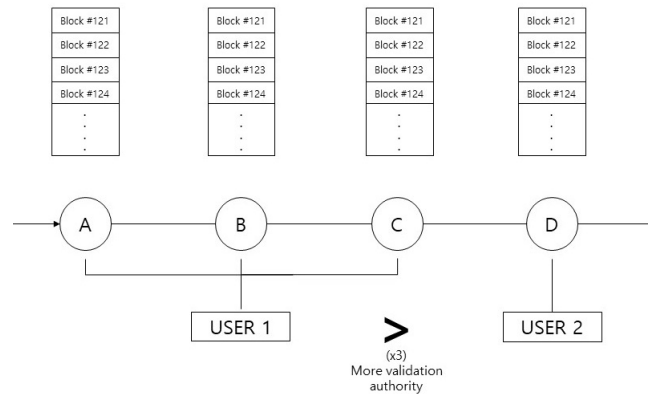 Block #121
Block #122
Block #123
Block #124
Block #121
Block #122
Block #123
Block #124
Block #121
Block #122
Block #123
Block #124
Block #121
Block #122
Block #123
Block #124
A
B
C
D
USER 1
>
USER 2
(x3)
More validation
authority